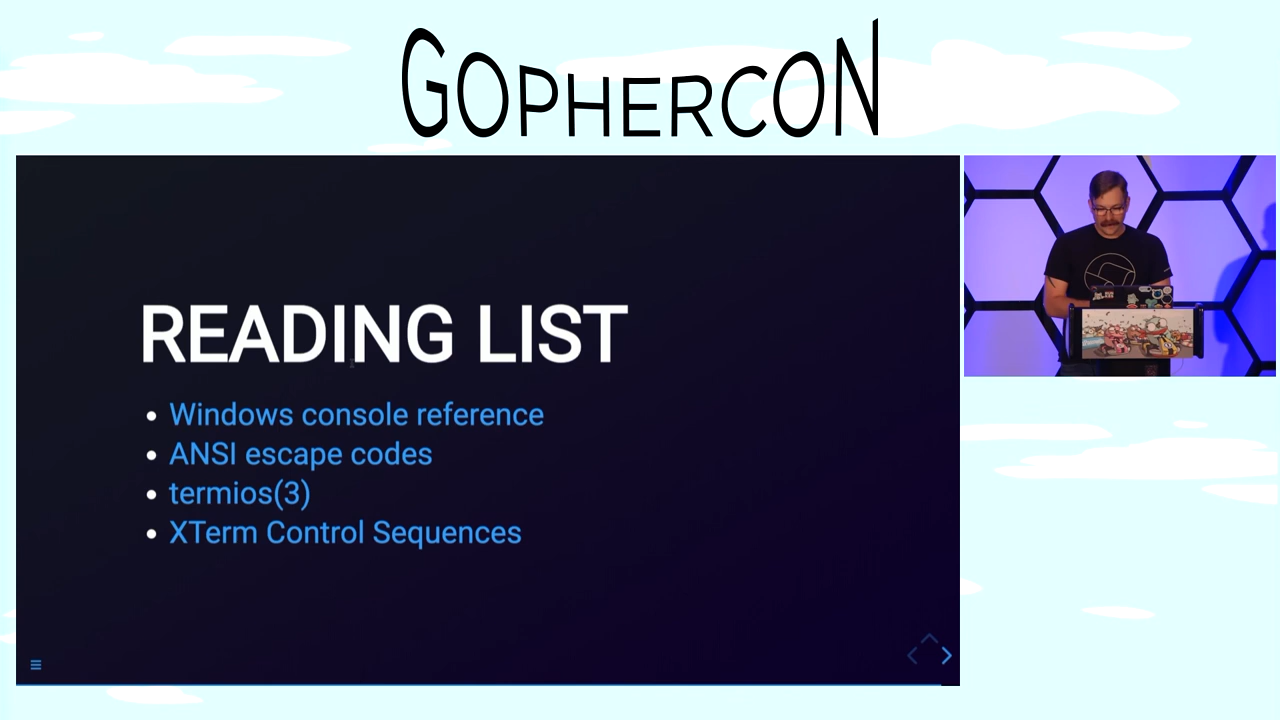 GOPHERCON
READING LIST
Windows console reference
ANSI escape codes
termios(3)
XTerm Control Sequences